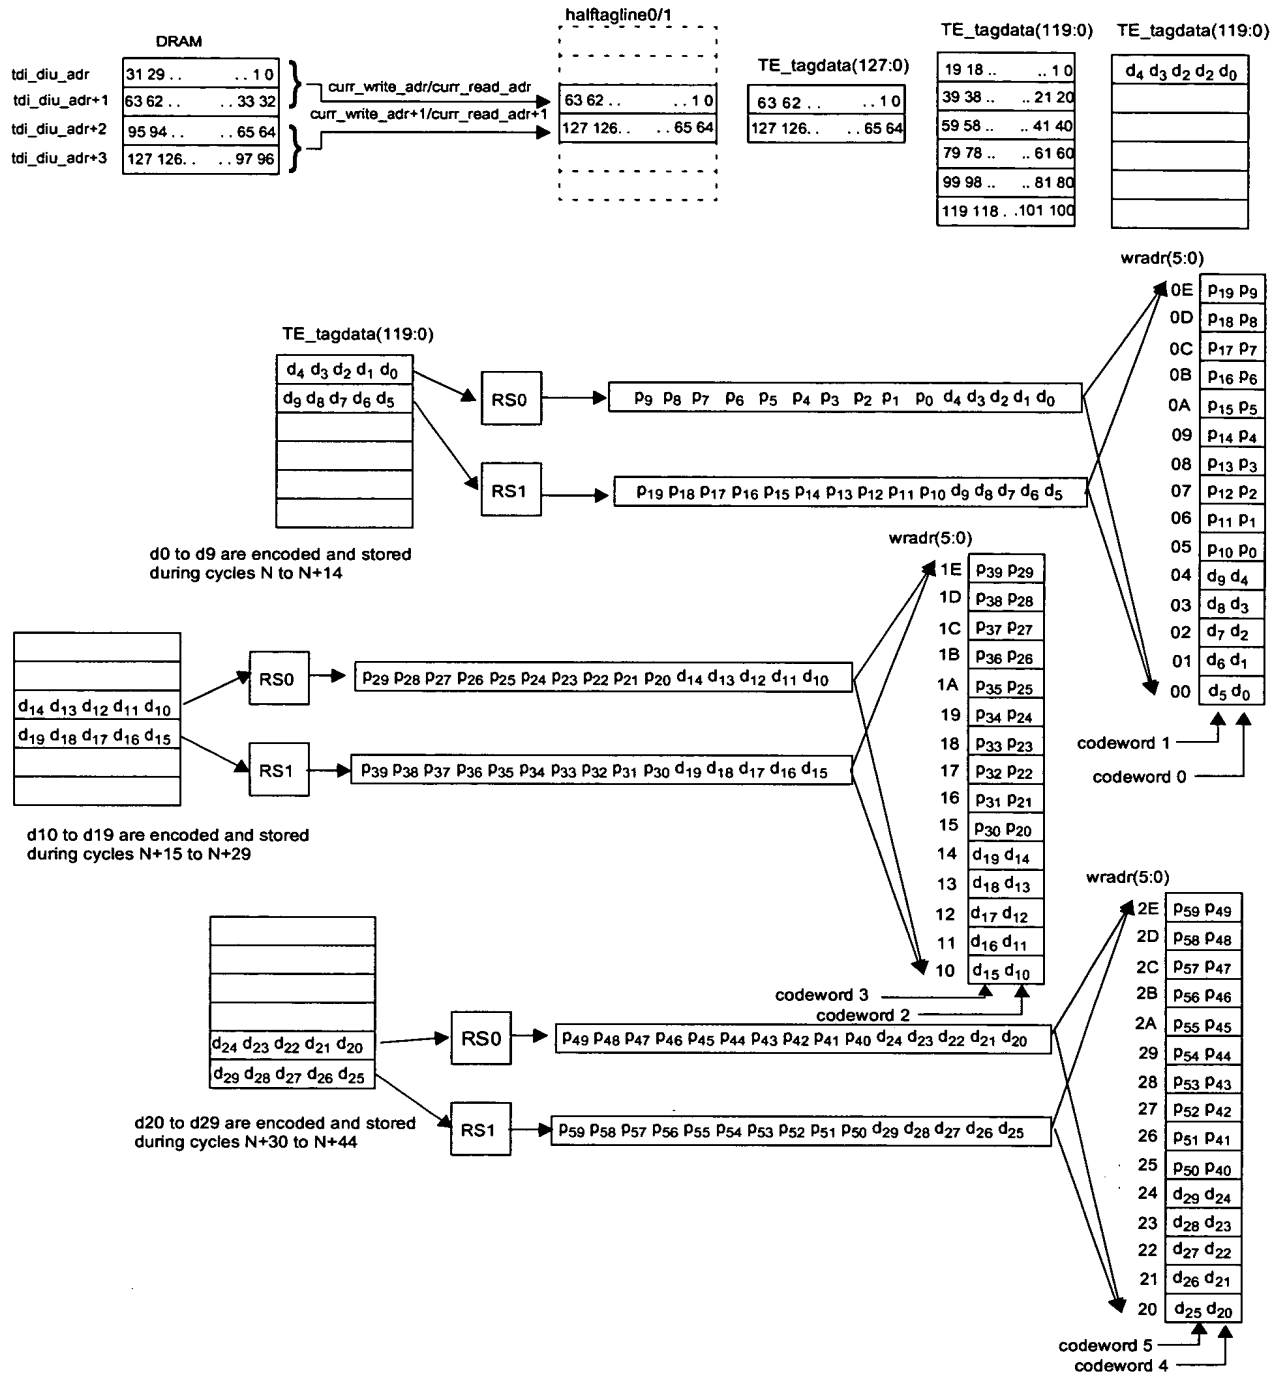 halftagline0/1
DRAM
tdi_diu_adr 31 29 . . . . 1 0
tdi_diu_adr+1 63 62 . . . . 33 32
tdi_diu_adr+2 95 94 . . . . 65 64
tdi_diu_adr+3 127 126. . . . 97 96
curr_write_adr/curr_read_adr
curr_write_adr+1/curr_read_adr+1
63 62 . . . . 1 0
127 126. . . . 65 64
TE_tagdata(127:0)
63 62 . . . . 1 0
127 126. . . . 65 64
TE_tagdata(119:0)
19 18 .. .. 1 0
39 38 .. .. 21 20
59 58 .. .. 41 40
79 78 .. .. 61 60
99 98 .. .. 81 80
119 118 . . .101 100
TE_tagdata(119:0)
d4 d3 d2 d2 d0
TE_tagdata(119:0)
d4 d3 d2 d1 d0
d9 d8 d7 d6 d5
RS0
RS1
p9 p8 p7 p6 p5 p4 p3 p2 p1 p0 d4 d3 d2 d1 d0
p19 p18 p17 p16 p15 p14 p13 p12 p11 p10 d9 d8 d7 d6 d5
d0 to d9 are encoded and stored
during cycles N to N+14
wradr(5:0)
0E p19 p9
0D p18 p8
0C p17 p7
0B p16 p6
0A p15 p5
09 p14 p4
08 p13 p3
07 p12 p2
06 p11 p1
05 p10 p0
04 d9 d4
03 d8 d3
02 d7 d2
01 d6 d1
00 d5 d0
codeword 1
codeword 0
d14 d13 d12 d11 d10
d19 d18 d17 d16 d15
RS0
RS1
p29 p28 p27 p26 p25 p24 p23 p22 p21 p20 d14 d13 d12 d11 d10
p39 p38 p37 p36 p35 p34 p33 p32 p31 p30 d19 d18 d17 d16 d15
d10 to d19 are encoded and stored
during cycles N+15 to N+29
wradr(5:0)
1E p39 p29
1D p38 p28
1C p37 p27
1B p36 p26
1A p35 p25
19 p34 p24
18 p33 p23
17 p32 p22
16 p31 p21
15 p30 p20
14 d19 d14
13 d18 d13
12 d17 d12
11 d16 d11
10 d15 d10
codeword 3
codeword 2
d24 d23 d22 d21 d20
d29 d28 d27 d26 d25
RS0
RS1
p49 p48 p47 p46 p45 p44 p43 p42 p41 p40 d24 d23 d22 d21 d20
p59 p58 p57 p56 p55 p54 p53 p52 p51 p50 d29 d28 d27 d26 d25
d20 to d29 are encoded and stored
during cycles N+30 to N+44
wradr(5:0)
2E p59 p49
2D p58 p48
2C p57 p47
2B p56 p46
2A p55 p45
29 p54 p44
28 p53 p43
27 p52 p42
26 p51 p41
25 p50 p40
24 d29 d24
23 d28 d23
22 d27 d22
21 d26 d21
20 d25 d20
codeword 5
codeword 4